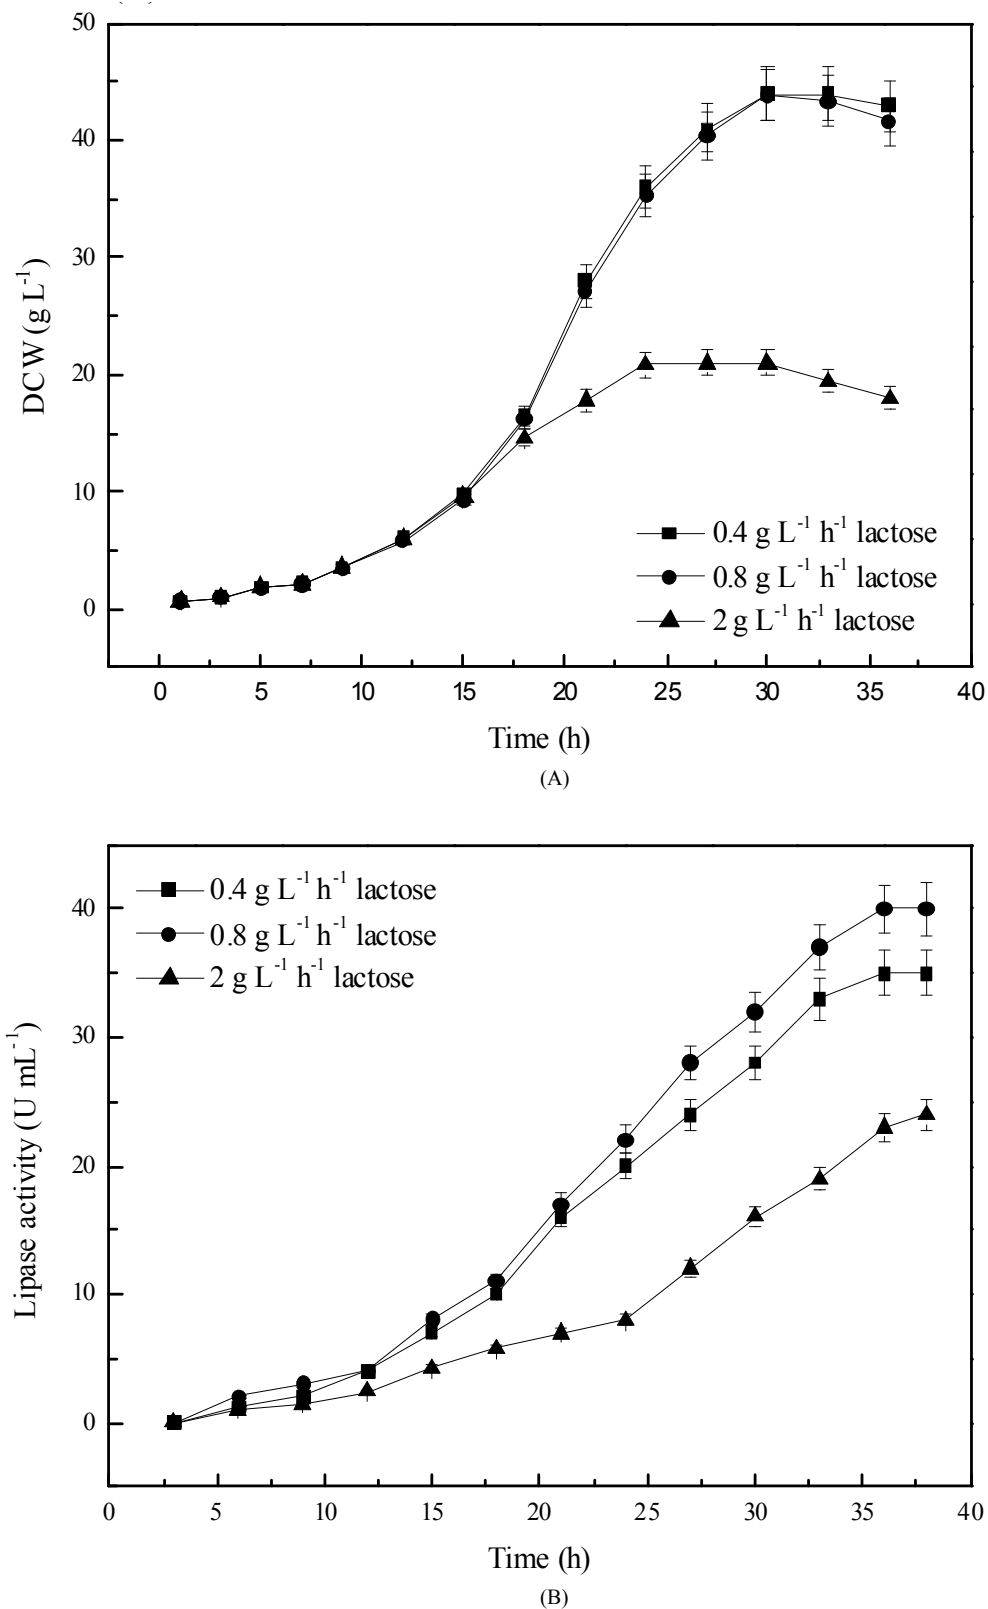 50
40
30
20
10
0
DCW (g L⁻¹)
0.4 g L⁻¹ h⁻¹ lactose
0.8 g L⁻¹ h⁻¹ lactose
2 g L⁻¹ h⁻¹ lactose
0 5 10 15 20 25 30 35 40
Time (h)
(A)
0.4 g L⁻¹ h⁻¹ lactose
0.8 g L⁻¹ h⁻¹ lactose
2 g L⁻¹ h⁻¹ lactose
40
30
20
10
0
Lipase activity (U mL⁻¹)
0 5 10 15 20 25 30 35 40
Time (h)
(B)